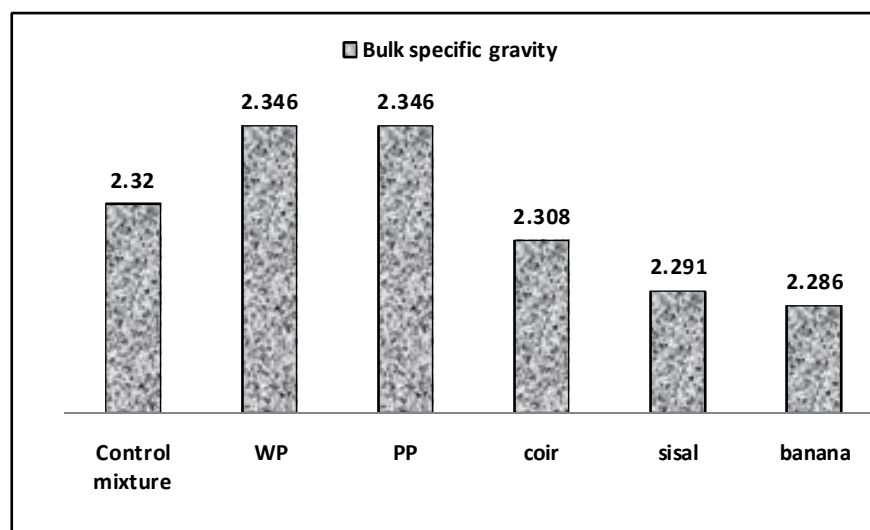 Bulk specific gravity
2.346 2.346
2.32
2.308
2.291
2.286
Control mixture WP PP coir sisal banana